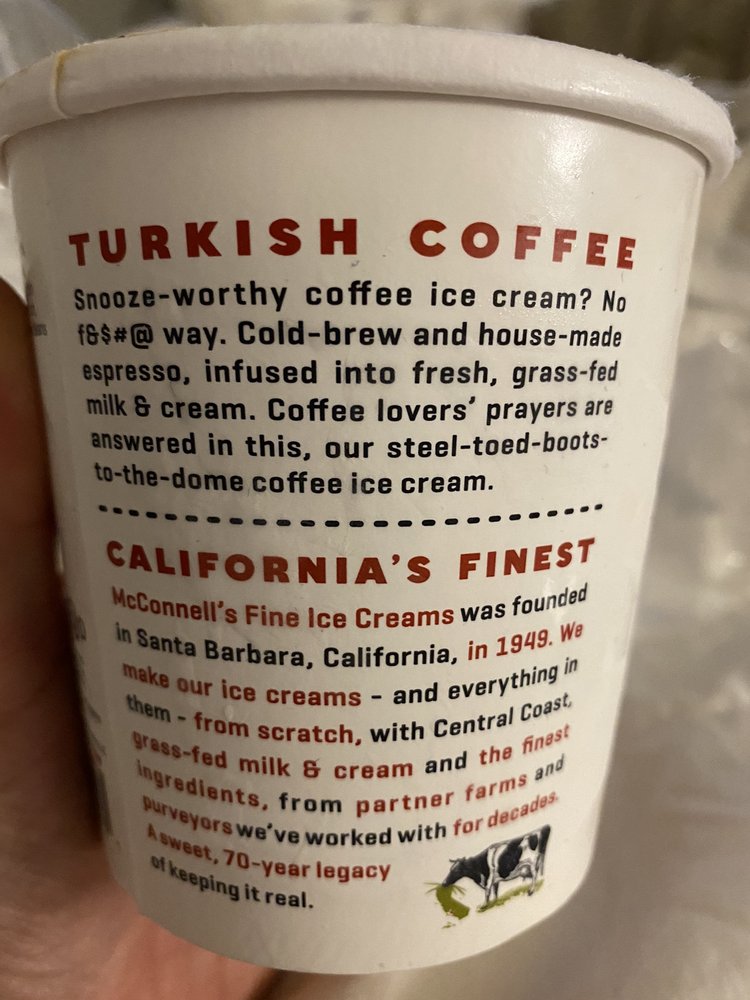 TURKISH COFFEE
Snooze-worthy coffee ice cream? No
f&$#@ way. Cold-brew and house-made
espresso, infused into fresh, grass-fed
milk & cream. Coffee lovers' prayers are
answered in this, our steel-toed-boots-
to-the-dome coffee ice cream.
CALIFORNIA'S FINEST
McConnell's Fine Ice Creams was founded
in Santa Barbara, California, in 1949. We
make our ice creams - and everything in
them - from scratch, with Central Coast,
grass-fed milk & cream and the finest
ingredients, from partner farms and
purveyors we've worked with for decades.
A sweet, 70-year legacy
of keeping it real.